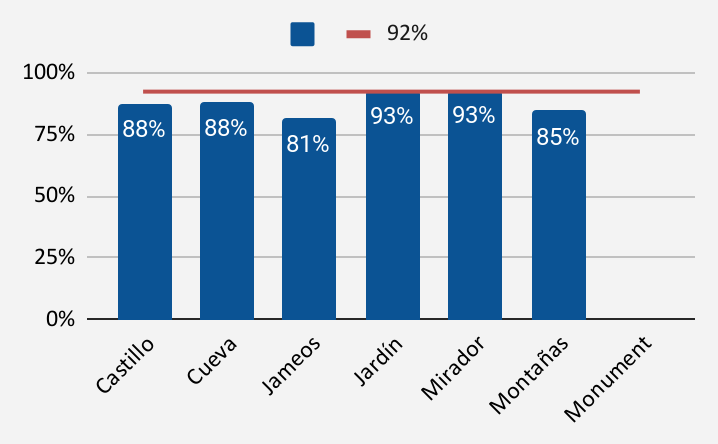 92%
100%
75%
50%
25%
0%
88%
88%
81%
93%
93%
85%
Castillo
Cueva
Jameos
Jardín
Mirador
Montañas
Monument